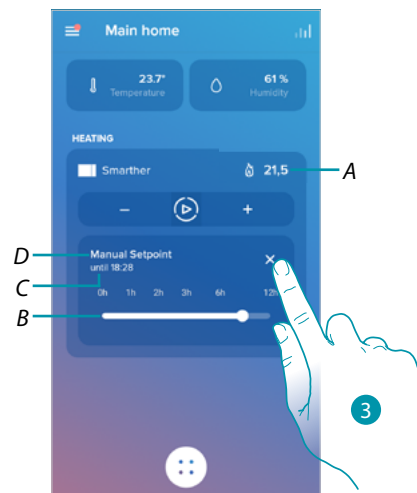 Main home
23.7° 61 %
Temperature Humidity
HEATING
Smarther 21,5 A
− +
D Manual Setpoint
C until 18:28
0h 1h 2h 3h 6h 12h
B
3